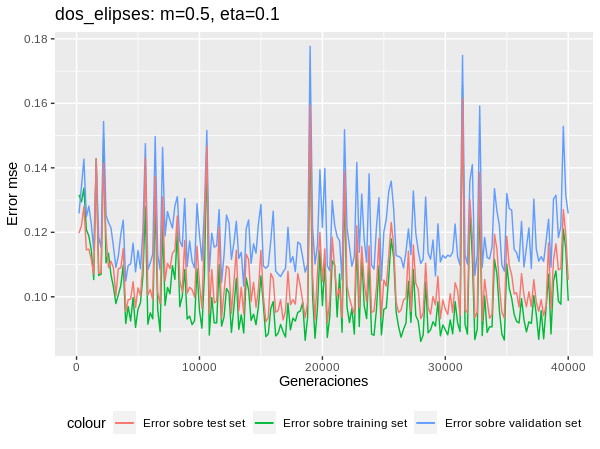 dos_elipses: m=0.5, eta=0.1
0.18
0.16
0.14
0.12
0.10
Error mse
0 10000 20000 30000 40000
Generaciones
colour Error sobre test set Error sobre training set Error sobre validation set